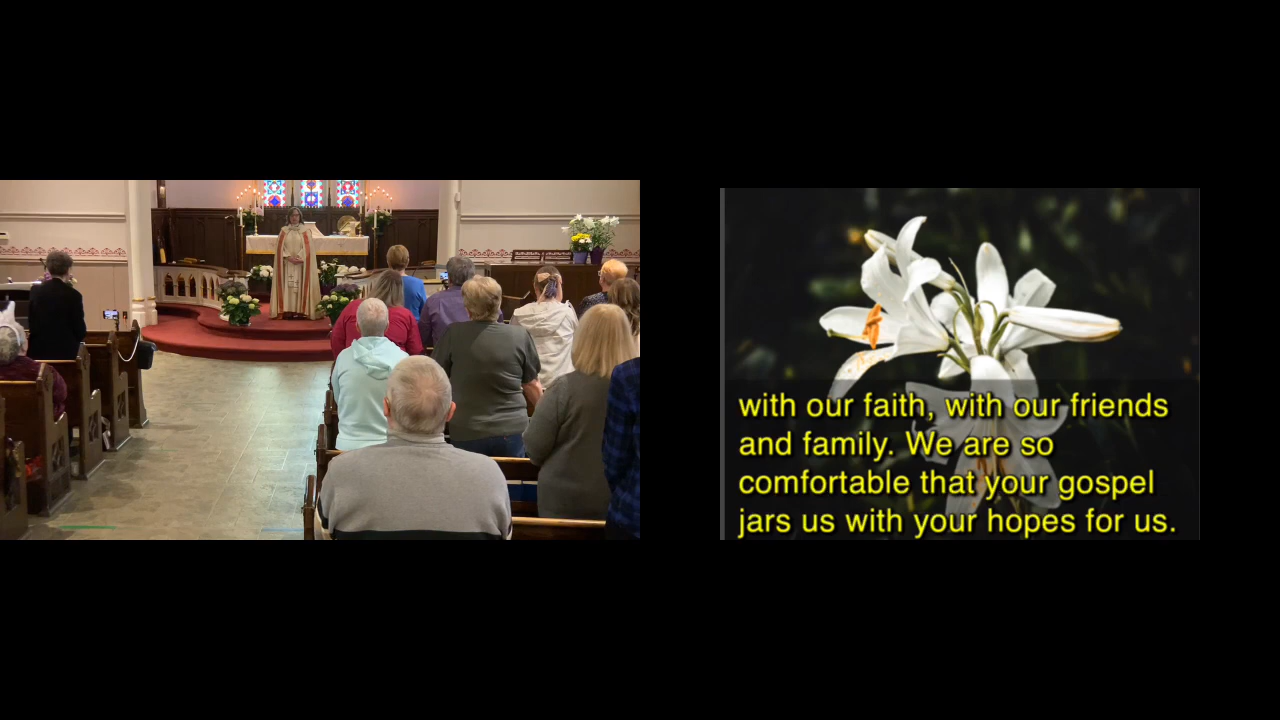 with our faith, with our friends
and family. We are so
comfortable that your gospel
jars us with your hopes for us.